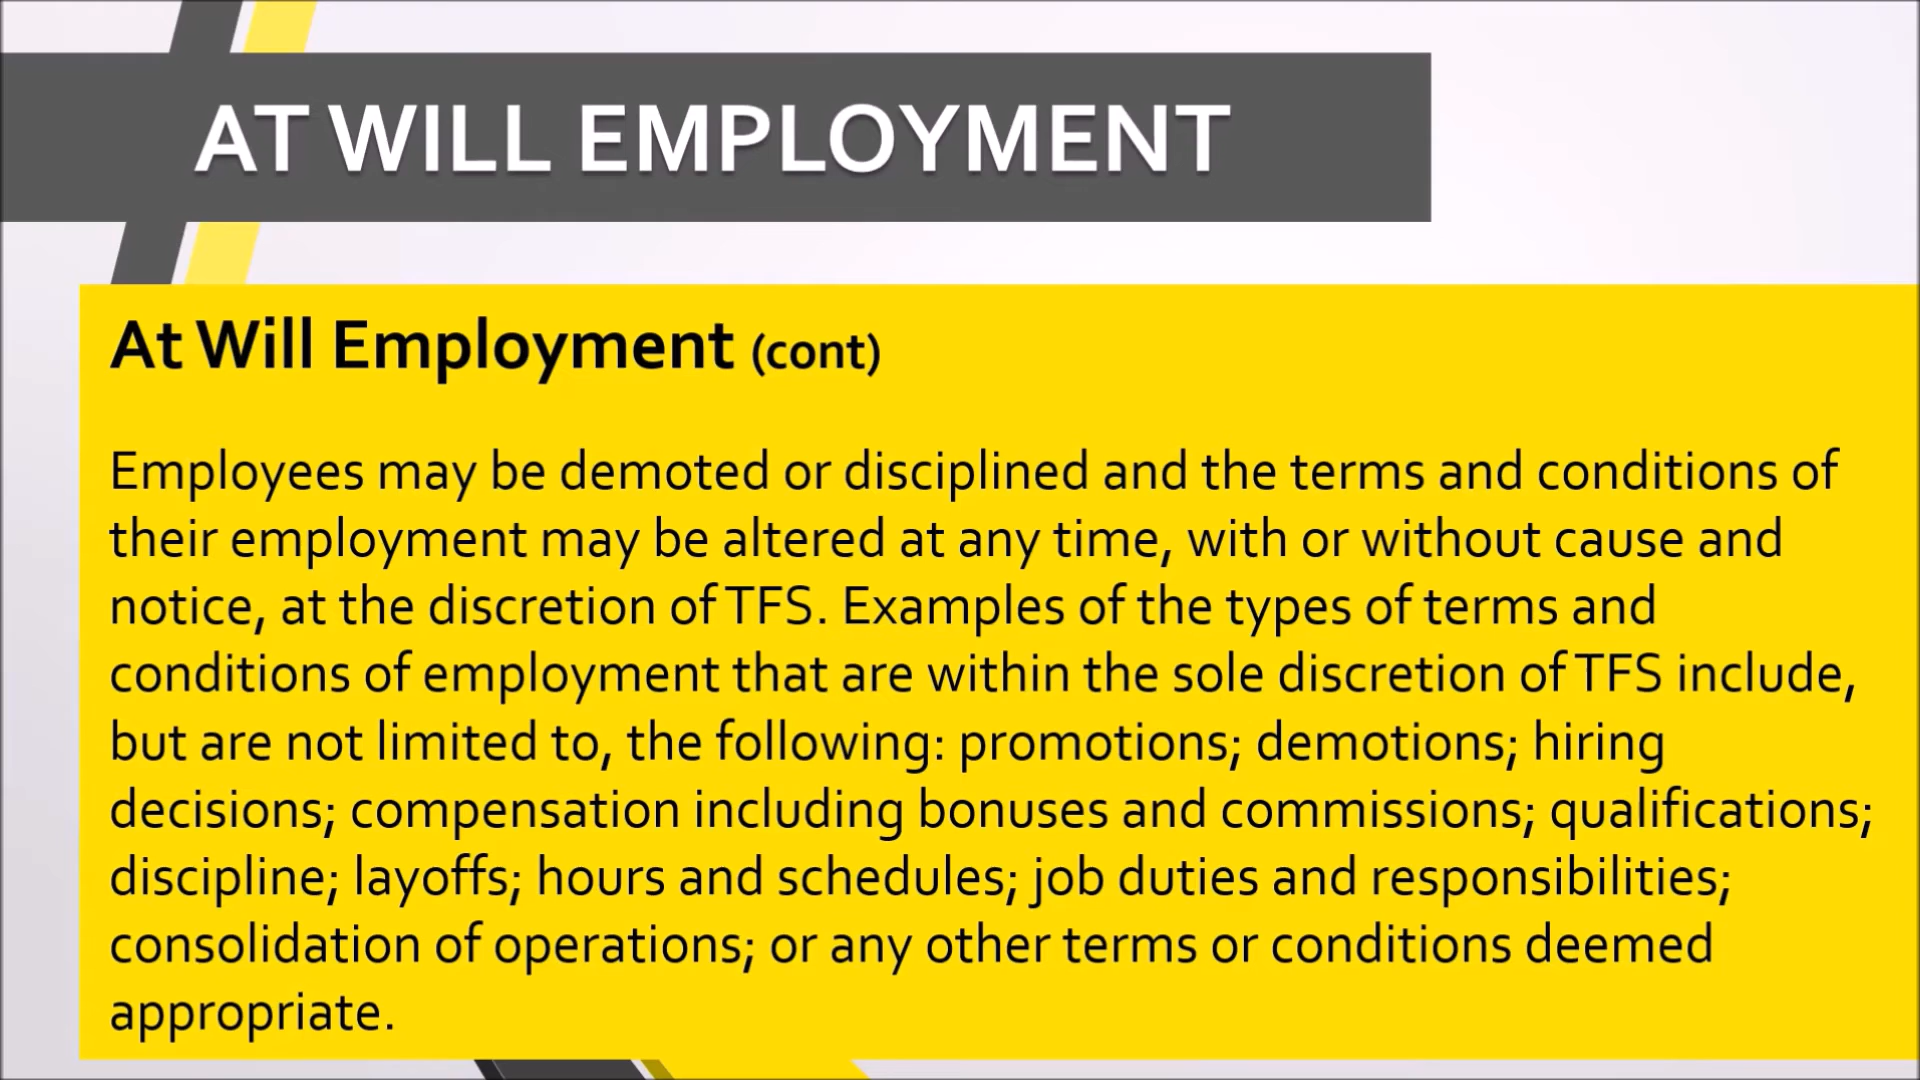 AT WILL EMPLOYMENT
At Will Employment (cont)
Employees may be demoted or disciplined and the terms and conditions of
their employment may be altered at any time, with or without cause and
notice, at the discretion of TFS. Examples of the types of terms and
conditions of employment that are within the sole discretion of TFS include,
but are not limited to, the following: promotions; demotions; hiring
decisions; compensation including bonuses and commissions; qualifications;
discipline; layoffs; hours and schedules; job duties and responsibilities;
consolidation of operations; or any other terms or conditions deemed
appropriate.